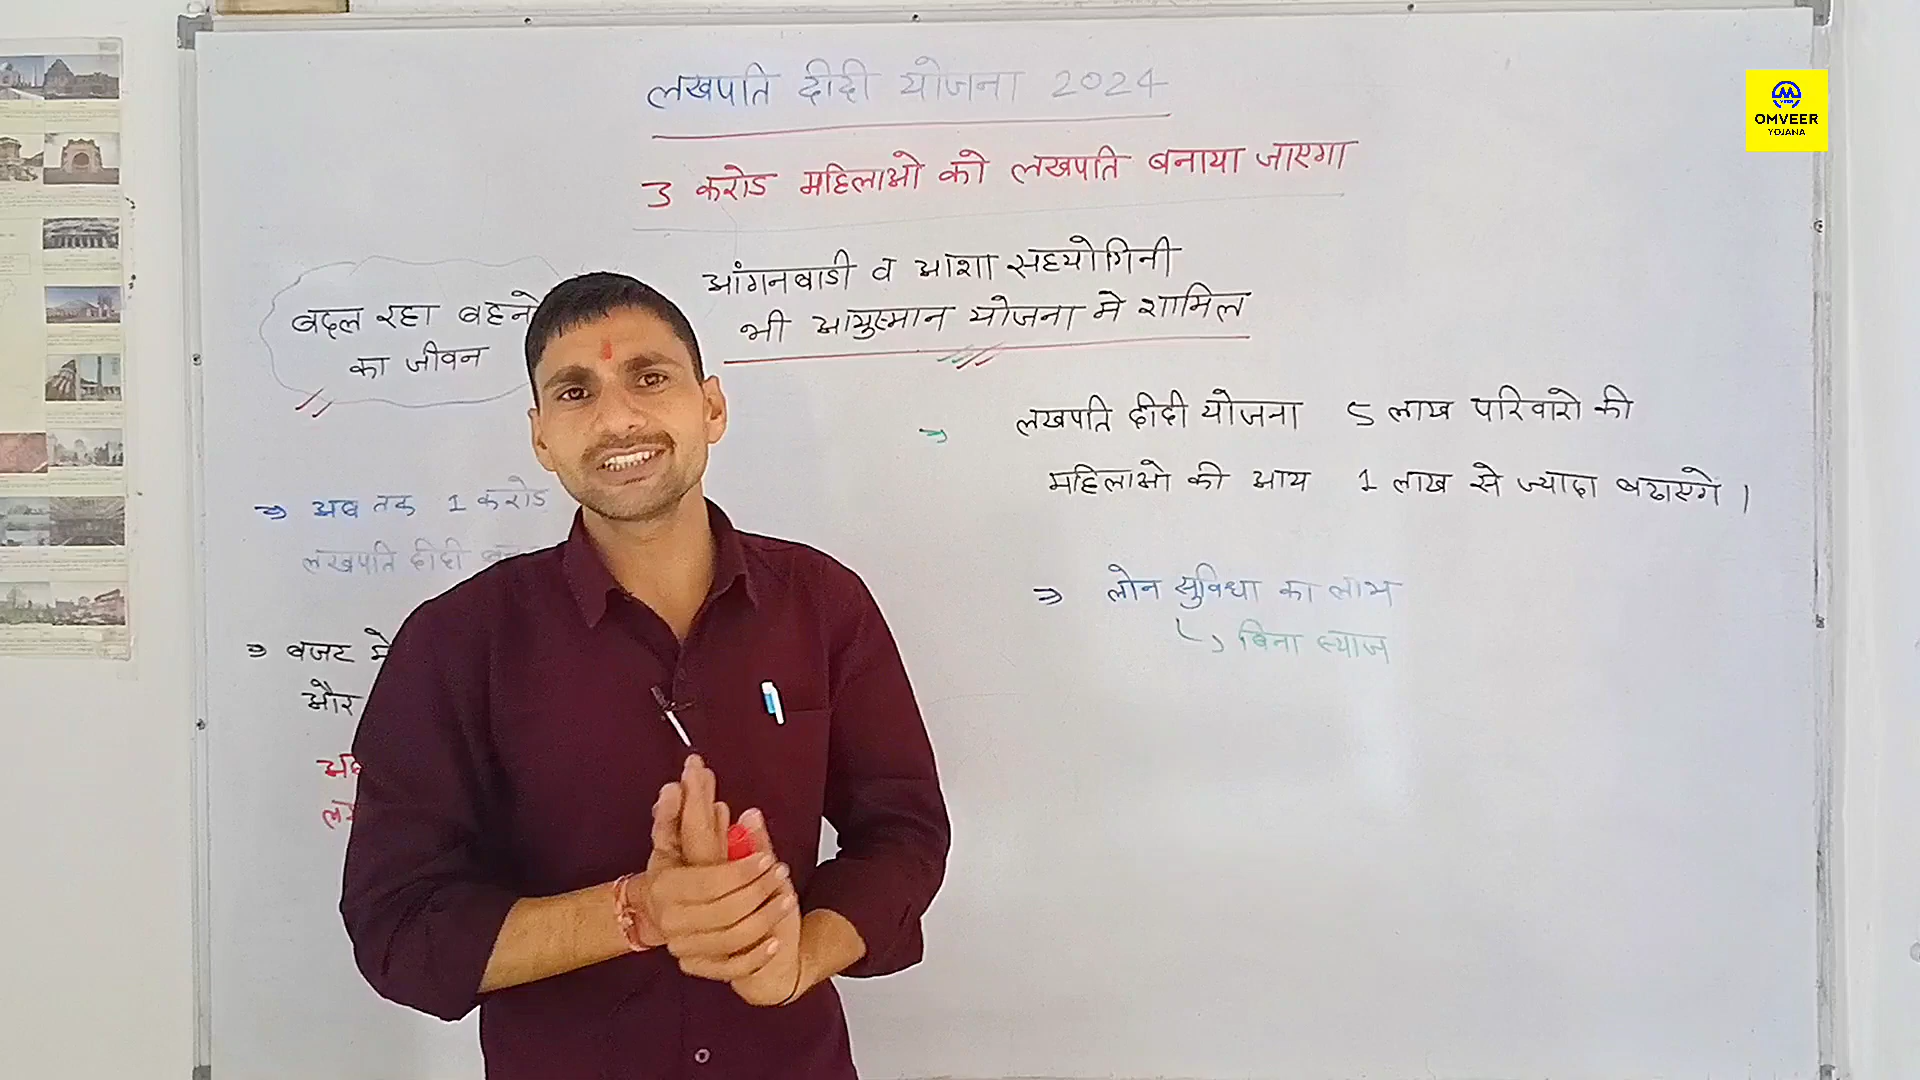 लखपति दीदी योजना 2024
3 करोड महिलाओ को लखपति बनाया जाएगा
आंगनबाडी व आशा सहयोगिनी
भी आयुस्मान योजना मे शामिल
बदल रहा बहनो
का जीवन
⇒ अब तक 1 करोड
लखपति दीदी
⇒ बजट मे
और
⇒ लखपति दीदी योजना 5 लाख परिवारो की
महिलाओ की आय 1 लाख से ज्यादा बढाएगे।
⇒ लोन सुविधा का लाभ
↳ बिना ब्याज
OMVEER
YOJANA